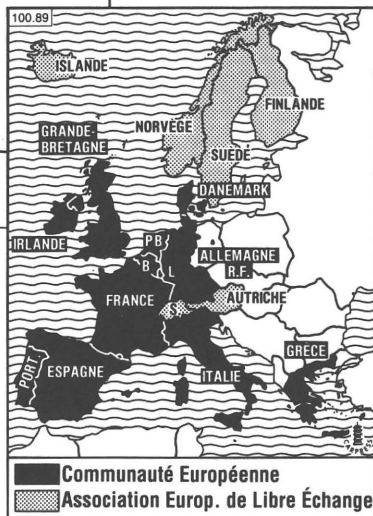 100.89
ISLANDE
FINLANDE
NORVÈGE
GRANDE-
BRETAGNE
SUEDE
DANEMARK
IRLANDE
PB
ALLEMAGNE
R.F.
B
L
FRANCE
AUTRICHE
PORT.
ESPAGNE
ITALIE
GRECE
Communauté Européenne
Association Europ. de Libre Échange